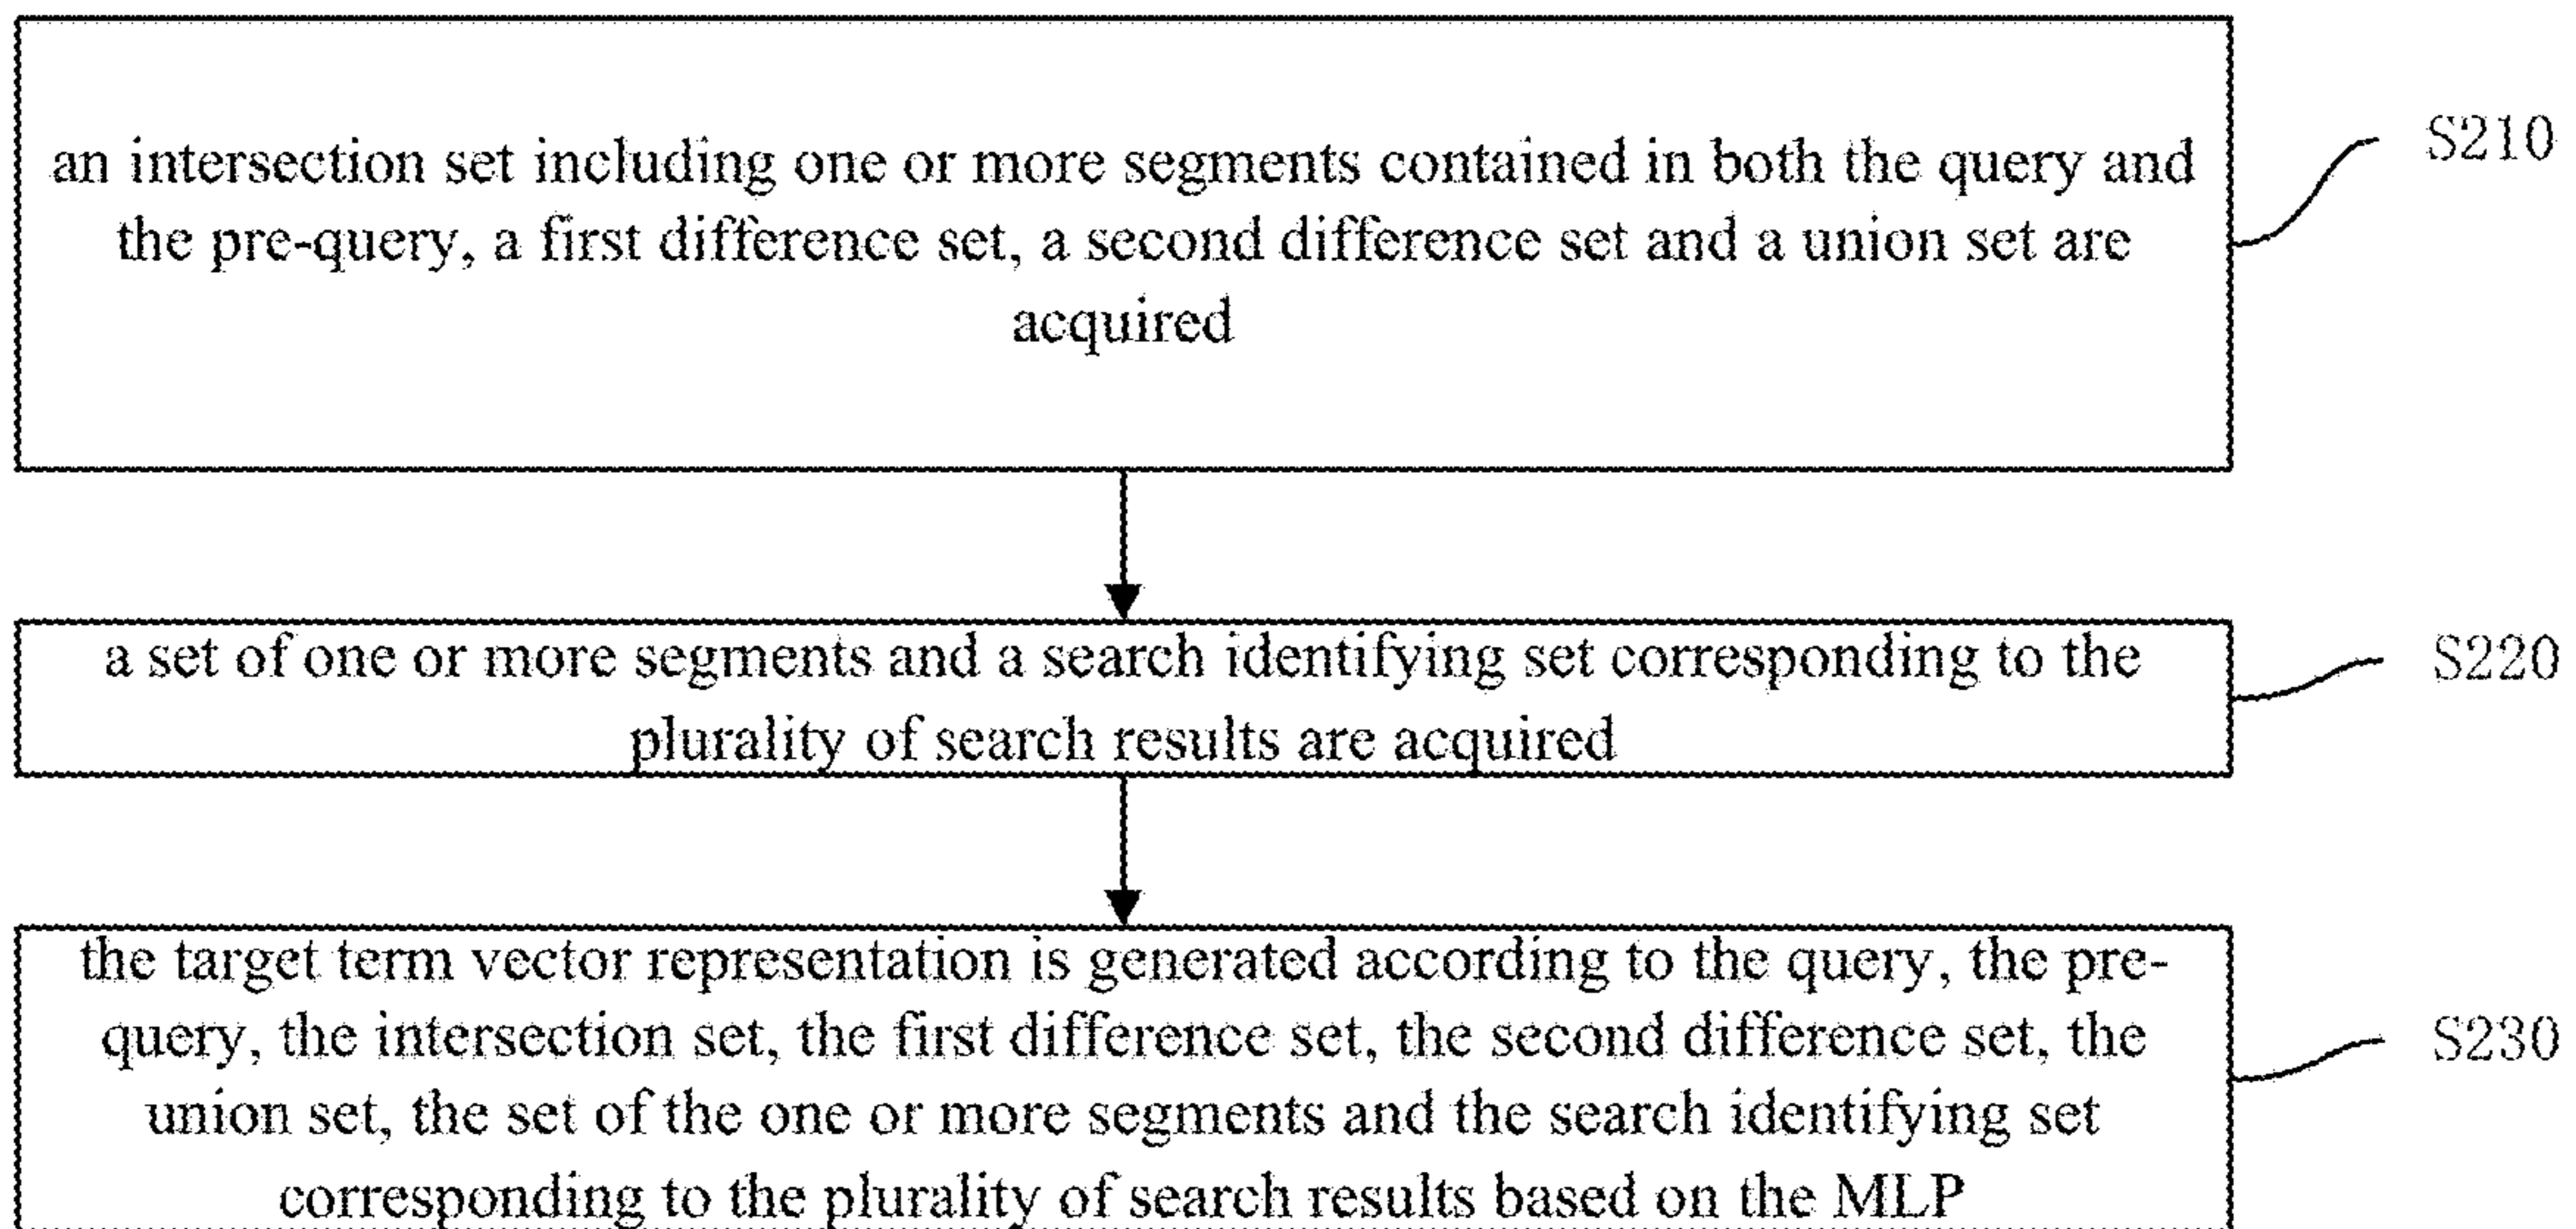 an intersection set including one or more segments contained in both the query and
the pre-query, a first difference set, a second difference set and a union set are
acquired
S210
a set of one or more segments and a search identifying set corresponding to the
plurality of search results are acquired
S220
the target term vector representation is generated according to the query, the pre-
query, the intersection set, the first difference set, the second difference set, the
union set, the set of the one or more segments and the search identifying set
corresponding to the plurality of search results based on the MLP
S230